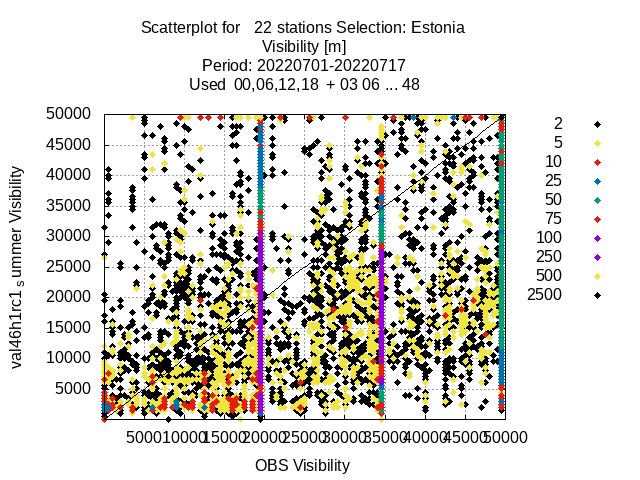 Scatterplot for 22 stations Selection: Estonia
Visibility [m]
Period: 20220701-20220717
Used 00,06,12,18 + 03 06 ... 48
50000
45000
40000
35000
30000
25000
20000
15000
10000
5000
5000 10000 15000 20000 25000 30000 35000 40000 45000 50000
OBS Visibility
val46h1rc1 summer Visibility
2
5
10
25
50
75
100
250
500
2500